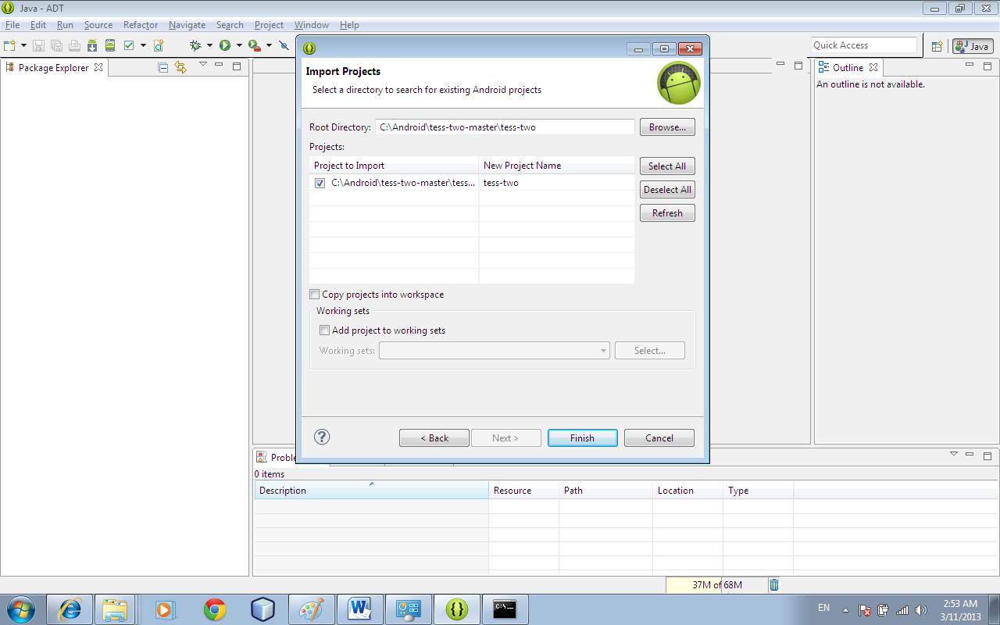 Java - ADT
File Edit Run Source Refactor Navigate Search Project Window Help
Quick Access
Java
Package Explorer
Import Projects
Select a directory to search for existing Android projects
Root Directory: C:\Android\tess-two-master\tess-two Browse...
Projects:
Project to Import New Project Name
C:\Android\tess-two-master\tess... tess-two
Select All
Deselect All
Refresh
Copy projects into workspace
Working sets
Add project to working sets
Working sets: Select...
? < Back Next > Finish Cancel
Outline
An outline is not available.
Proble
0 items
Description Resource Path Location Type
37M of 68M
C:\_
EN
2:53 AM
3/11/2013